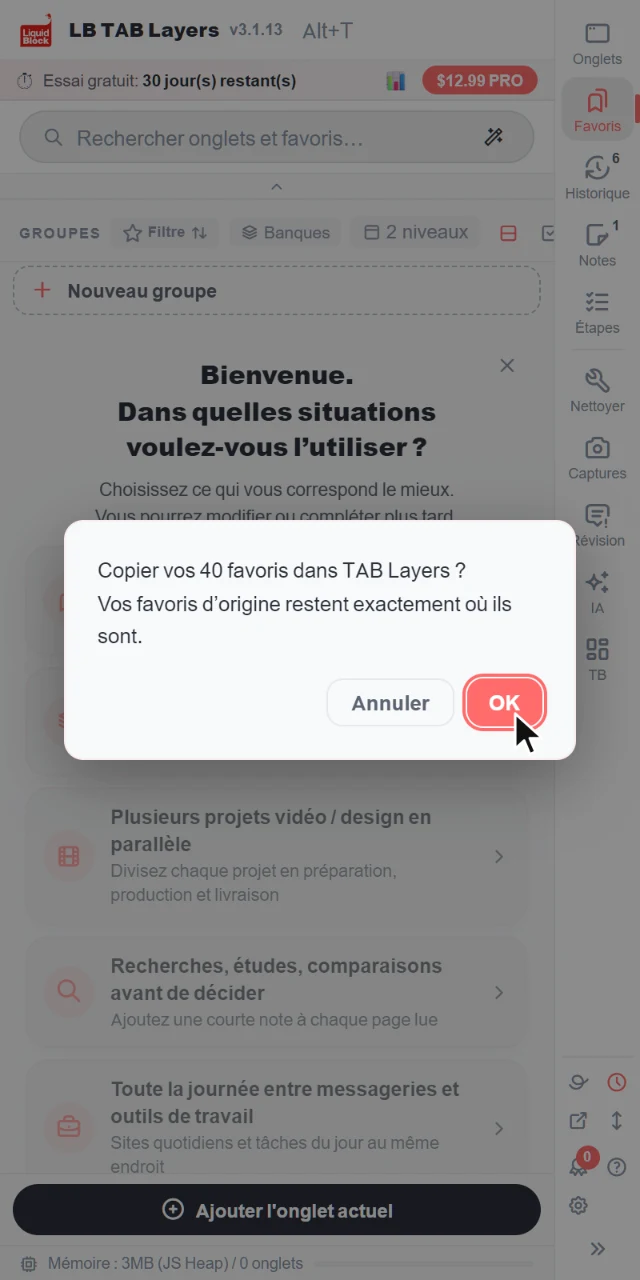 Liquid
Block
LB TAB Layers v3.1.13 Alt+T
Essai gratuit: 30 jour(s) restant(s)
$12.99 PRO
Rechercher onglets et favoris…
GROUPES
Filtre
Banques
2 niveaux
Nouveau groupe
Bienvenue.
Dans quelles situations
voulez-vous l’utiliser ?
Choisissez ce qui vous correspond le mieux.
Vous pourrez modifier ou compléter plus tard.
Copier vos 40 favoris dans TAB Layers ?
Vos favoris d’origine restent exactement où ils
sont.
Annuler
OK
Plusieurs projets vidéo / design en
parallèle
Divisez chaque projet en préparation,
production et livraison
Recherches, études, comparaisons
avant de décider
Ajoutez une courte note à chaque page lue
Toute la journée entre messageries et
outils de travail
Sites quotidiens et tâches du jour au même
endroit
Ajouter l'onglet actuel
Mémoire : 3MB (JS Heap) / 0 onglets
Onglets
Favoris
6
Historique
1
Notes
Étapes
Nettoyer
Captures
Révision
IA
TB
0